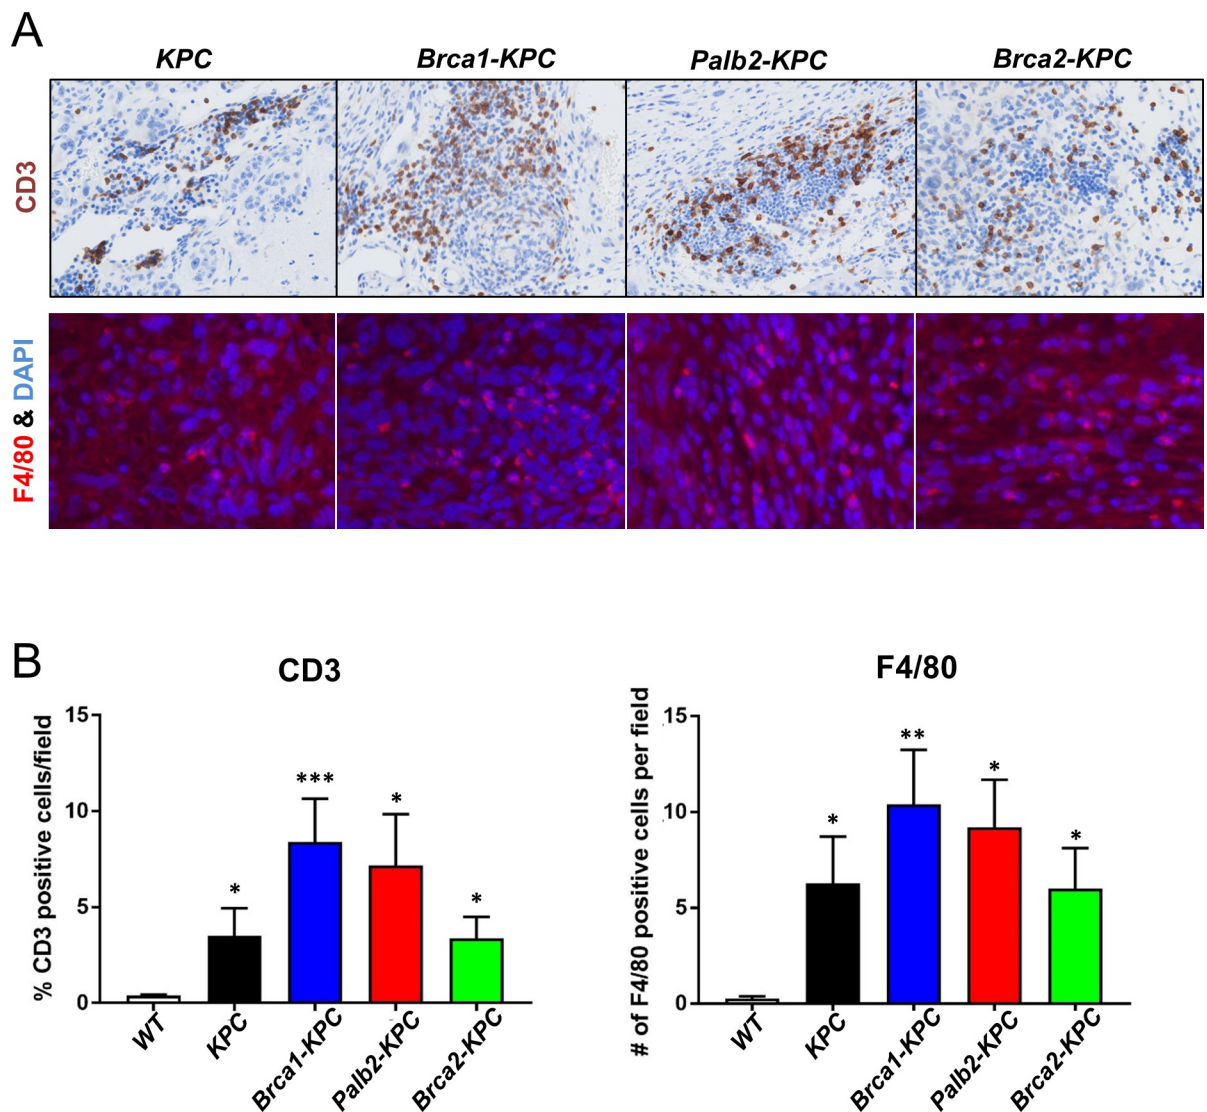 A
KPC
Brca1-KPC
Palb2-KPC
Brca2-KPC
CD3
F4/80 & DAPI
B
CD3
% CD3 positive cells/field
15
10
5
0
***
*
*
*
WT
KPC
Brca1-KPC
Palb2-KPC
Brca2-KPC
F4/80
# of F4/80 positive cells per field
15
10
5
0
**
*
*
*
WT
KPC
Brca1-KPC
Palb2-KPC
Brca2-KPC